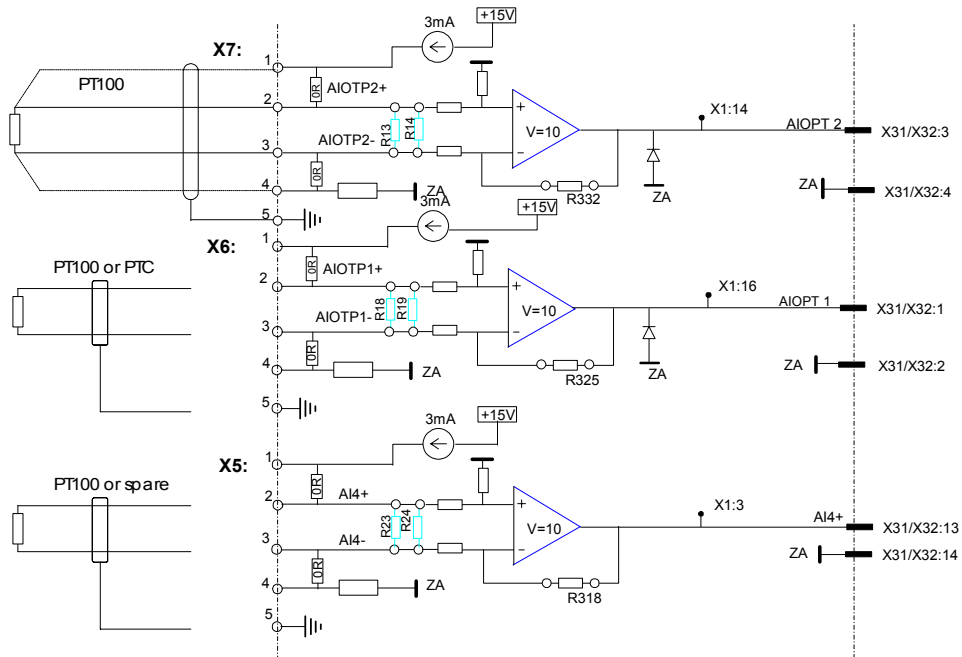 +15V
3mA
X7:
1
PT100
0R
AIOTP2+
2
R13
R14
+
V=10
X1:14
AIOPT 2
X31/X32:3
AIOTP2-
3
-
0R
4
ZA
R332
ZA
ZA
X31/X32:4
5
3mA
+15V
X6:
1
PT100 or PTC
0R
AIOTP1+
2
R18
R19
+
V=10
X1:16
AIOPT 1
X31/X32:1
AIOTP1-
3
-
0R
4
ZA
R325
ZA
ZA
X31/X32:2
5
3mA
+15V
X5:
1
PT100 or spare
0R
2
AI4+
R23
R24
+
V=10
X1:3
AI4+
X31/X32:13
3
AI4-
-
ZA
X31/X32:14
0R
4
ZA
R318
5